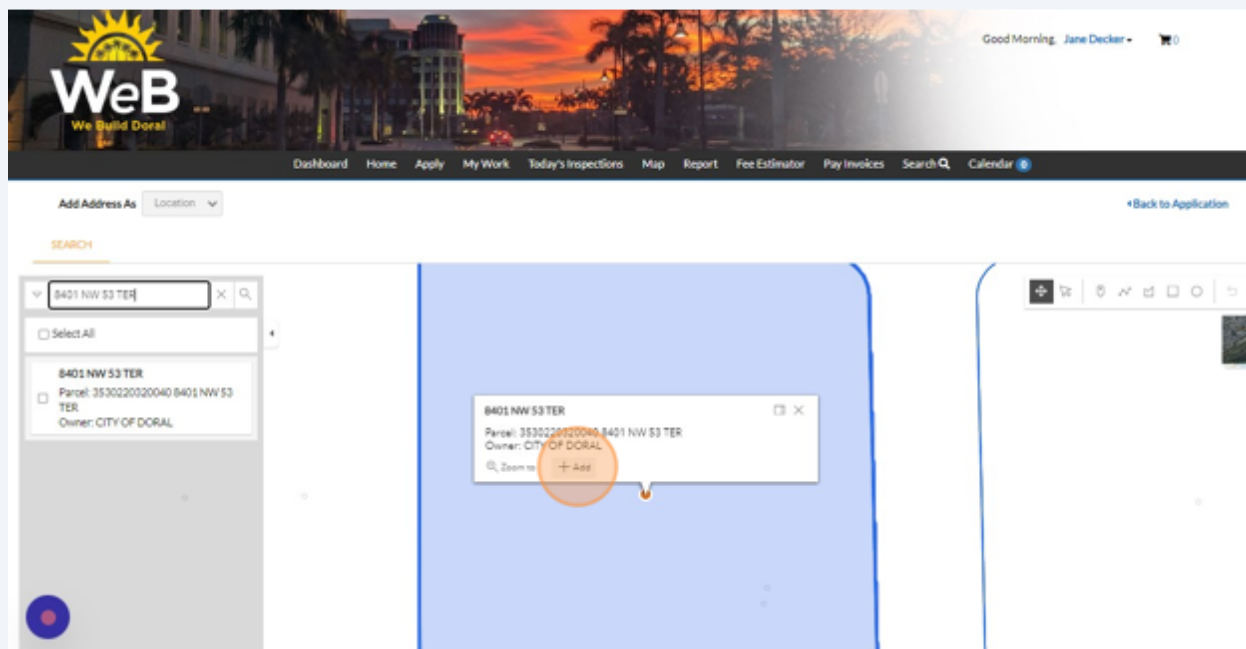 WeB
We Build Doral
Good Morning, Jane Decker 0
Dashboard Home Apply My Work Today's Inspections Map Report Fee Estimator Pay Invoices Search Calendar 0
Add Address As Location
Back to Application
SEARCH
8401 NW 53 TER
Select All
8401 NW 53 TER
Parcel: 3530220320040 8401 NW 53
TER
Owner: CITY OF DORAL
8401 NW 53 TER
Parcel: 3530220320040 8401 NW 53 TER
Owner: CITY OF DORAL
Zoom to + Add